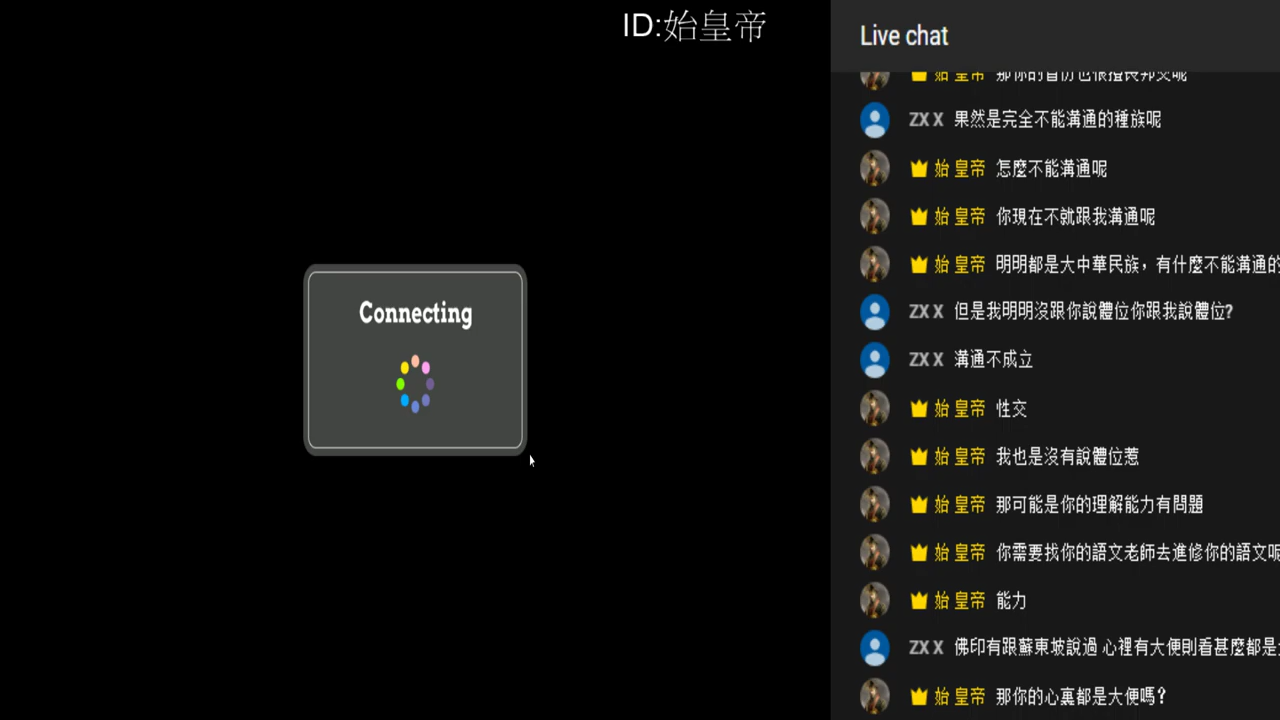 ID:始皇帝
Live chat
ZX X 果然是完全不能溝通的種族呢
始 皇帝 怎麼不能溝通呢
始 皇帝 你現在不就跟我溝通呢
始 皇帝 明明都是大中華民族，有什麼不能溝通的
ZX X 但是我明明沒跟你說體位你跟我說體位?
Connecting
ZX X 溝通不成立
始 皇帝 性交
始 皇帝 我也是沒有說體位惹
始 皇帝 那可能是你的理解能力有問題
始 皇帝 你需要找你的語文老師去進修你的語文呢
始 皇帝 能力
ZX X 佛印有跟蘇東坡說過 心裡有大便則看甚麼都是
始 皇帝 那你的心裏都是大便嗎？